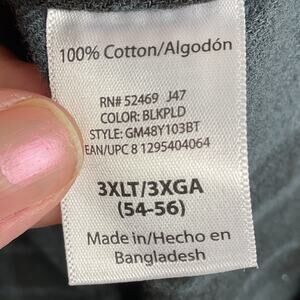 100% Cotton/Algodón
RN# 52469 J47
COLOR: BLKPLD
STYLE: GM48Y103BT
EAN/UPC 8 1295404064
3XLT/3XGA
(54-56)
Made in/Hecho en
Bangladesh